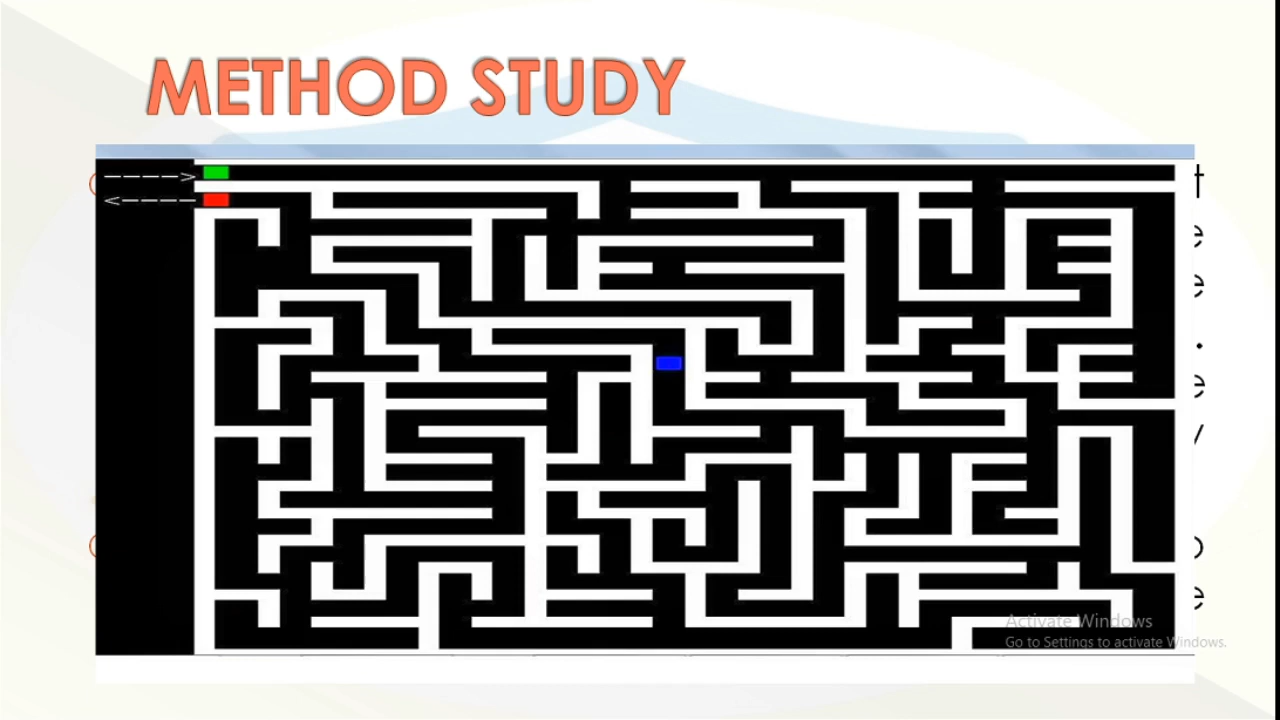 METHOD STUDY
t
e
e
.
e
y
o
e
Activate Windows
Go to Settings to activate Windows.